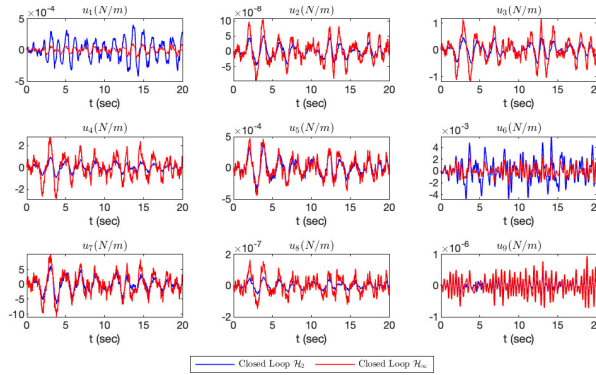 ×10⁻⁴ u₁(N/m)
5
0
-5
0 5 10 15 20
t (sec)
×10⁻⁸ u₂(N/m)
10
5
0
-5
0 5 10 15 20
t (sec)
u₃(N/m)
1
0
-1
0 5 10 15 20
t (sec)
u₄(N/m)
2
0
-2
0 5 10 15 20
t (sec)
×10⁻⁴ u₅(N/m)
5
0
-5
0 5 10 15 20
t (sec)
×10⁻³ u₆(N/m)
4
2
0
-2
-4
0 5 10 15 20
t (sec)
u₇(N/m)
5
0
-5
-10
0 5 10 15 20
t (sec)
×10⁻⁷ u₈(N/m)
2
0
-2
0 5 10 15 20
t (sec)
×10⁻⁶ u₉(N/m)
1
0
-1
0 5 10 15 20
t (sec)
Closed Loop ℋ₂ Closed Loop ℋ∞